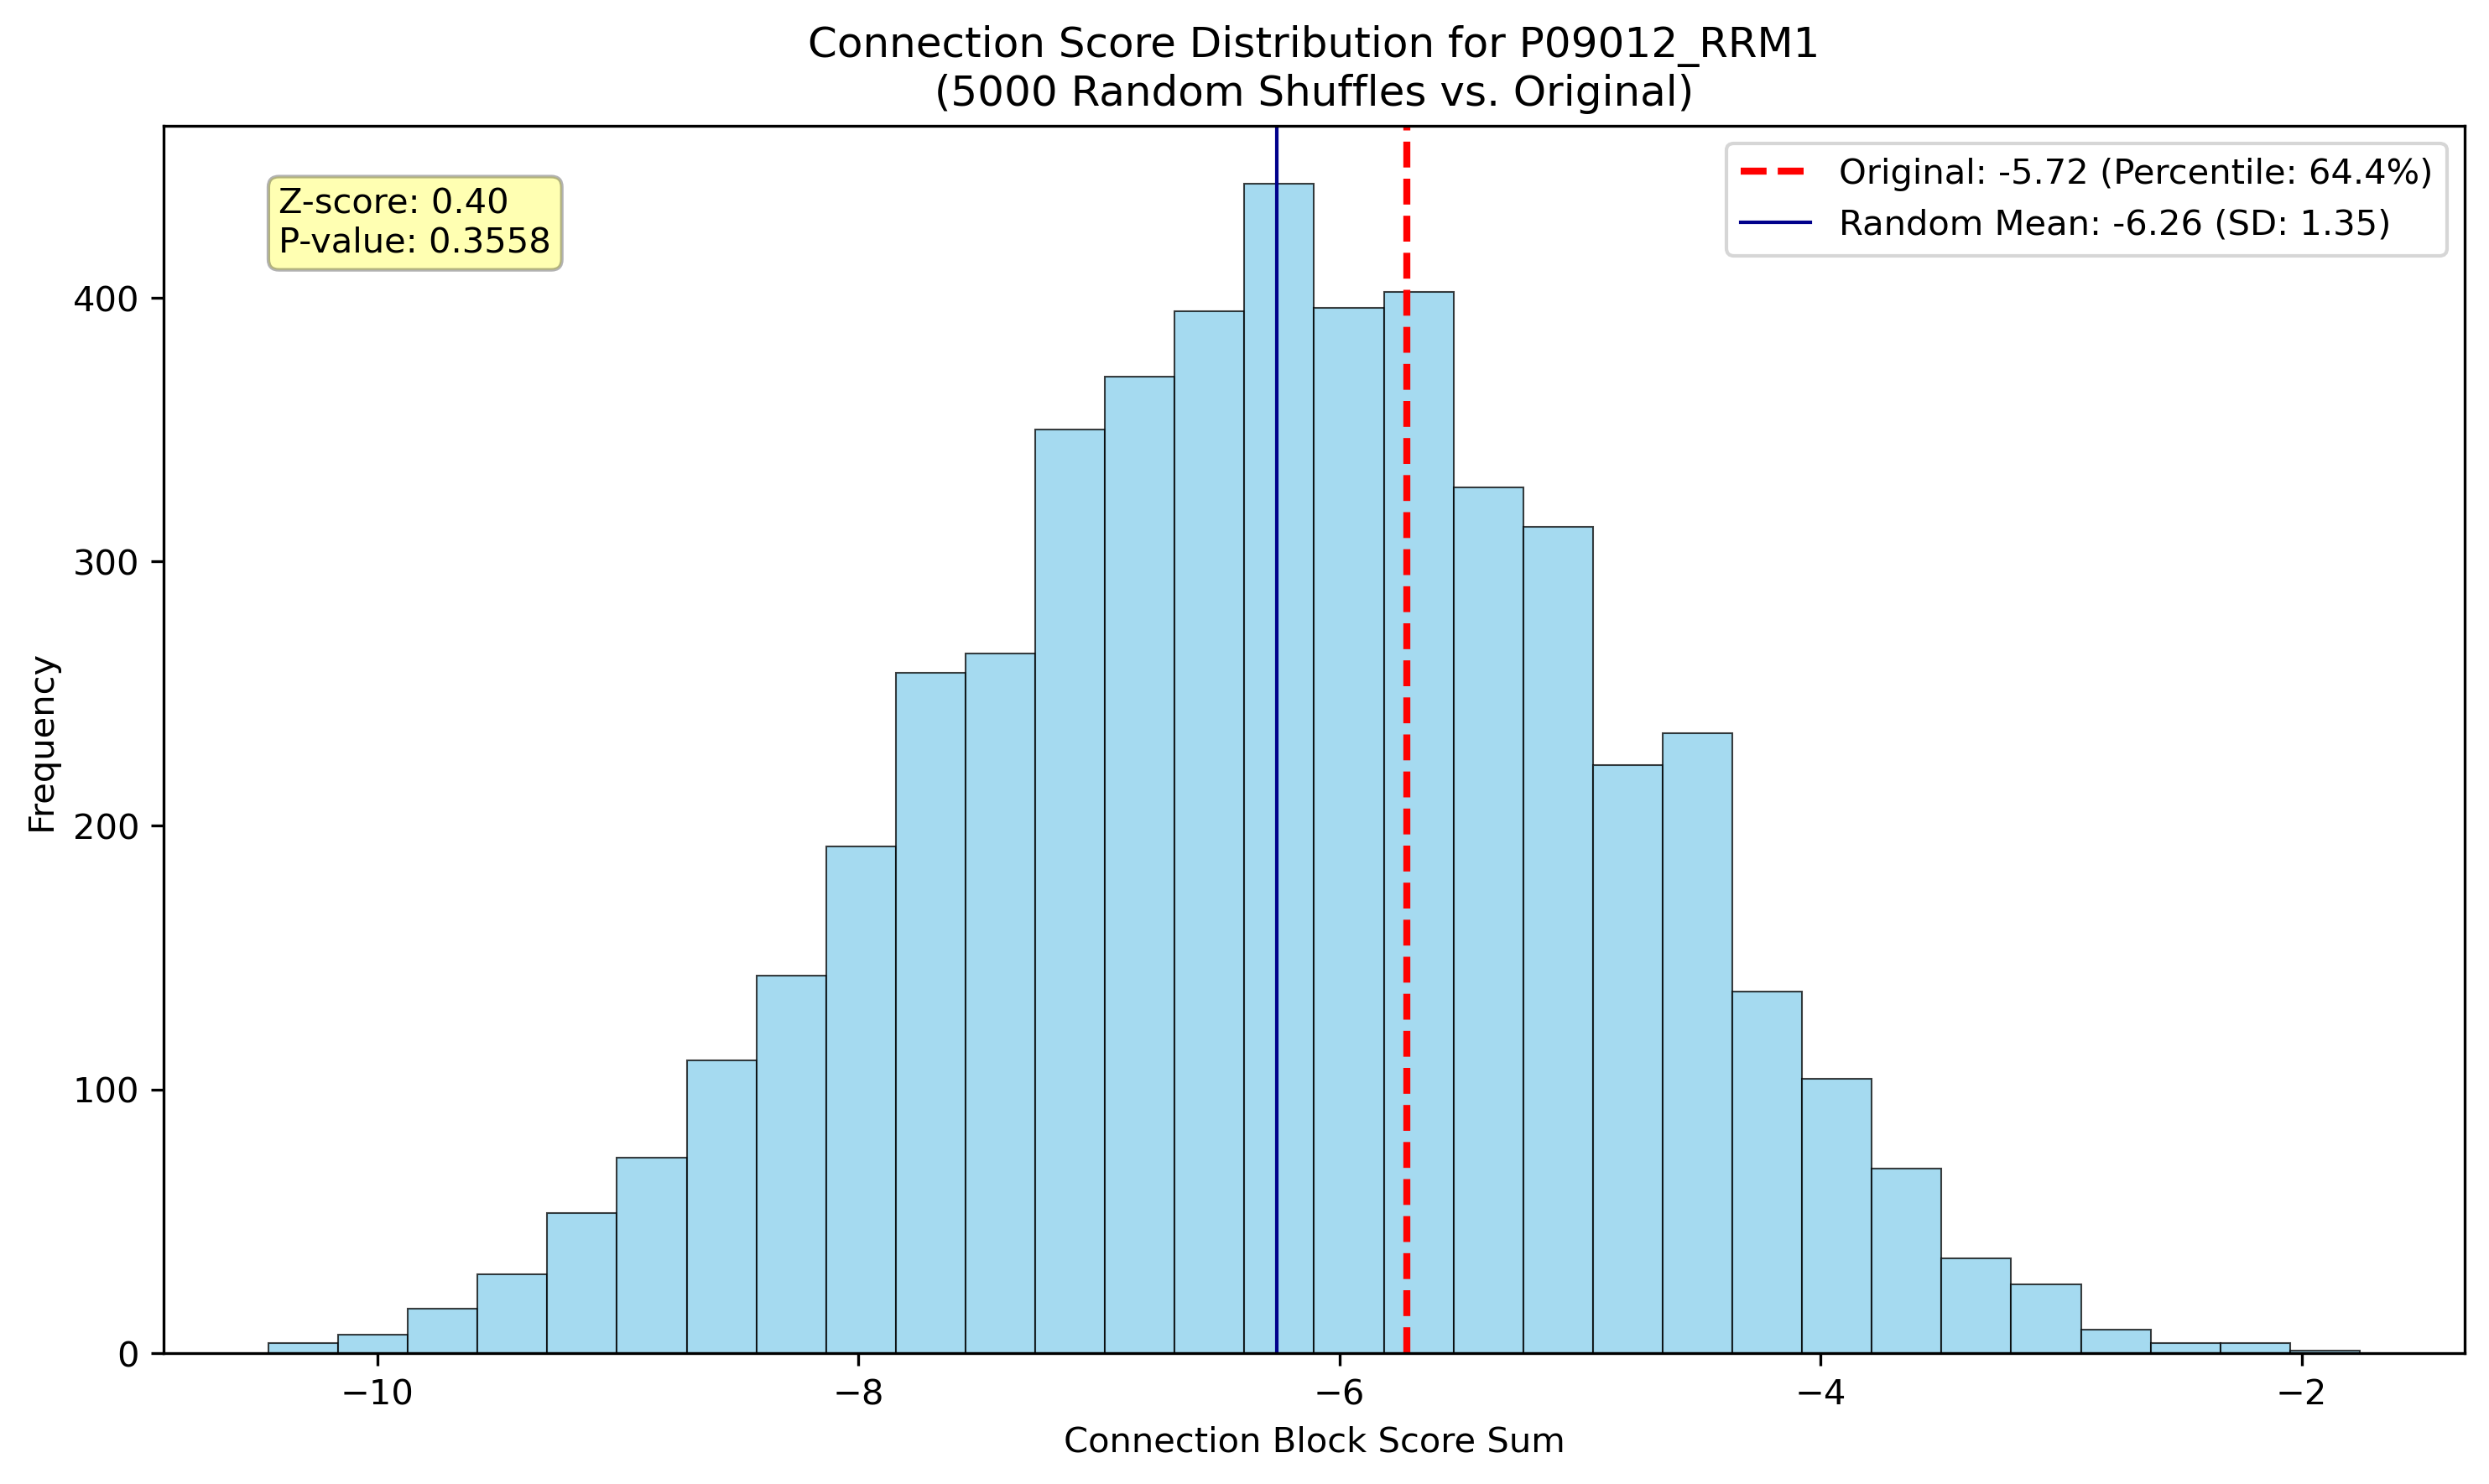 Connection Score Distribution for P09012_RRM1
(5000 Random Shuffles vs. Original)
Z-score: 0.40
P-value: 0.3558
Original: -5.72 (Percentile: 64.4%)
Random Mean: -6.26 (SD: 1.35)
Frequency
400
300
200
100
0
−10
−8
−6
−4
−2
Connection Block Score Sum